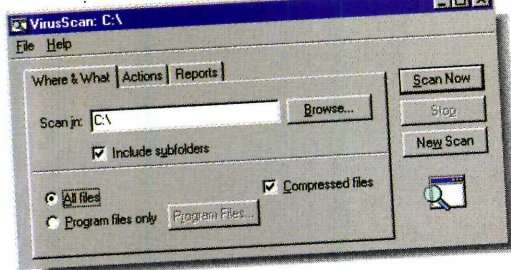 VirusScan: C:\
File Help
Where & What Actions Reports
Scan in: C:\ Browse...
Include subfolders
All files Compressed files
Program files only Program Files...
Scan Now
Stop
New Scan